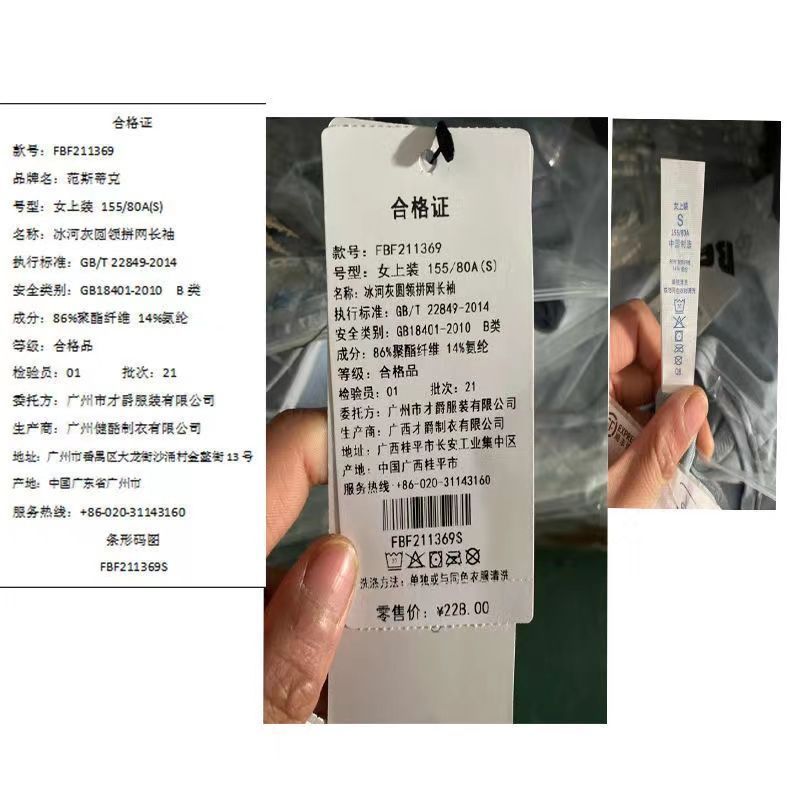 合格证
款号：FBF211369
品牌名：范斯蒂克
号型：女上装 155/80A(S)
名称：冰河灰圆领拼网长袖
执行标准：GB/T 22849-2014
安全类别：GB18401-2010 B 类
成分：86%聚酯纤维 14%氨纶
等级：合格品
检验员：01 批次：21
委托方：广州市才爵服装有限公司
生产商：广州健酷制衣有限公司
地址：广州市番禺区大龙街沙涌村金堂街 13 号
产地：中国广东省广州市
服务热线：+86-020-31143160
条形码图
FBF211369S
合格证
款号：FBF211369
号型：女上装 155/80A(S)
名称：冰河灰圆领拼网长袖
执行标准：GB/T 22849-2014
安全类别：GB18401-2010 B类
成分：86%聚酯纤维 14%氨纶
等级：合格品
检验员：01 批次：21
委托方：广州市才爵服装有限公司
生产商：广西才爵制衣有限公司
地址：广西桂平市长安工业集中区
产地：中国广西桂平市
服务热线：+86-020-31143160
FBF211369S
洗涤方法：单独或与同色衣服清洗
零售价：¥228.00
女上装
S
155/80A
中国制造
86%聚酯纤维
14%氨纶
EXPRE